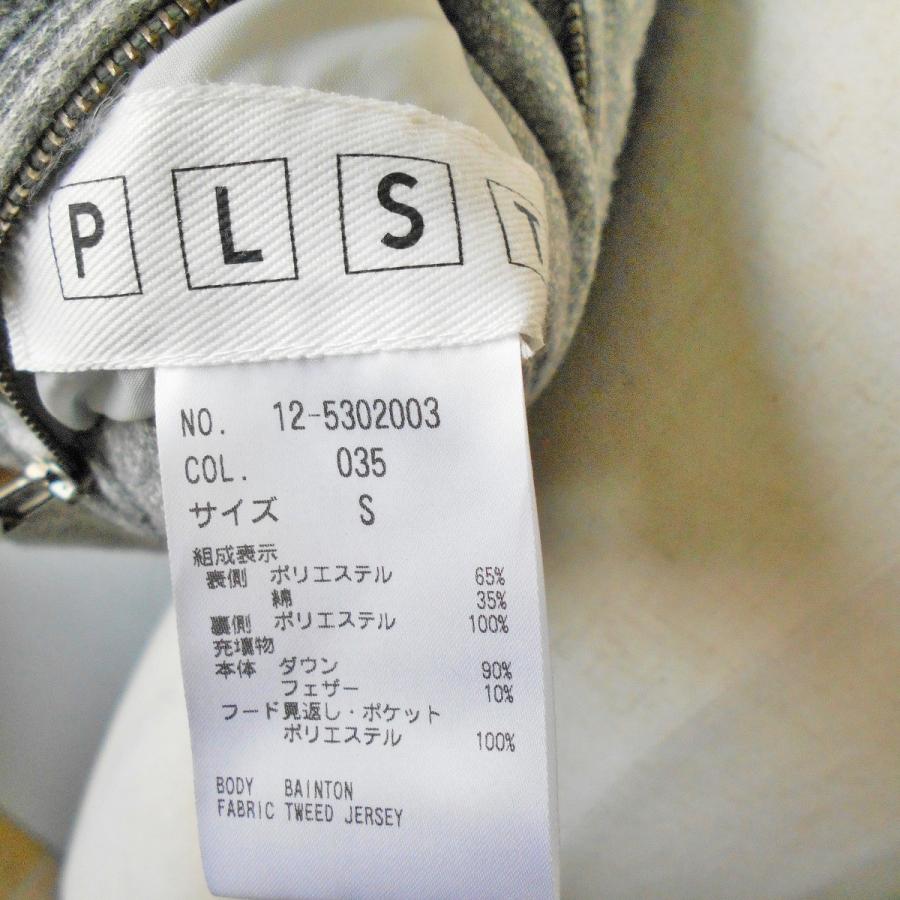 P L S T
NO. 12-5302003
COL. 035
サイズ S
組成表示
表側 ポリエステル 65%
綿 35%
裏側 ポリエステル 100%
充填物
本体 ダウン 90%
フェザー 10%
フード見返し・ポケット
ポリエステル 100%
BODY BAINTON
FABRIC TWEED JERSEY